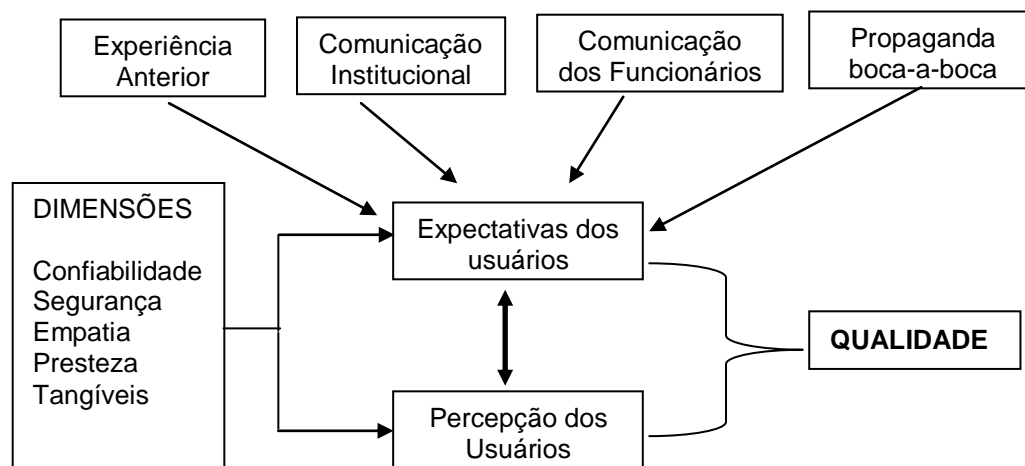 Experiência
Anterior
Comunicação
Institucional
Comunicação
dos Funcionários
Propaganda
boca-a-boca
DIMENSÕES
Confiabilidade
Segurança
Empatia
Presteza
Tangíveis
Expectativas dos
usuários
QUALIDADE
Percepção dos
Usuários